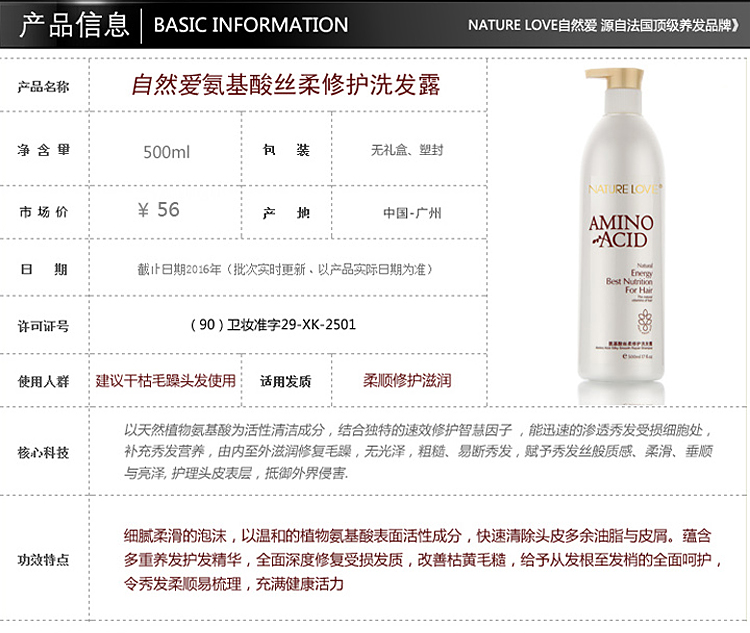 产品信息 BASIC INFORMATION
NATURE LOVE自然爱 源自法国顶级养发品牌》
产品名称 自然爱氨基酸丝柔修护洗发露
净含量 500ml 包装 无礼盒、塑封
市场价 ¥ 56 产地 中国-广州
日期 截止日期2016年（批次实时更新、以产品实际日期为准）
许可证号 （90）卫妆准字29-XK-2501
使用人群 建议干枯毛躁头发使用 适用发质 柔顺修护滋润
核心科技
以天然植物氨基酸为活性清洁成分，结合独特的速效修护智慧因子，能迅速的渗透秀发受损细胞处，
补充秀发营养，由内至外滋润修复毛躁，无光泽，粗糙、易断秀发，赋予秀发丝般质感、柔滑、垂顺
与亮泽, 护理头皮表层，抵御外界侵害.
功效特点
细腻柔滑的泡沫，以温和的植物氨基酸表面活性成分，快速清除头皮多余油脂与皮屑。蕴含
多重养发护发精华，全面深度修复受损发质，改善枯黄毛糙，给予从发根至发梢的全面呵护，
令秀发柔顺易梳理，充满健康活力
NATURE LOVE®
AMINO
ACID
Natural
Energy
Best Nutrition
For Hair
氨基酸丝柔修护洗发露